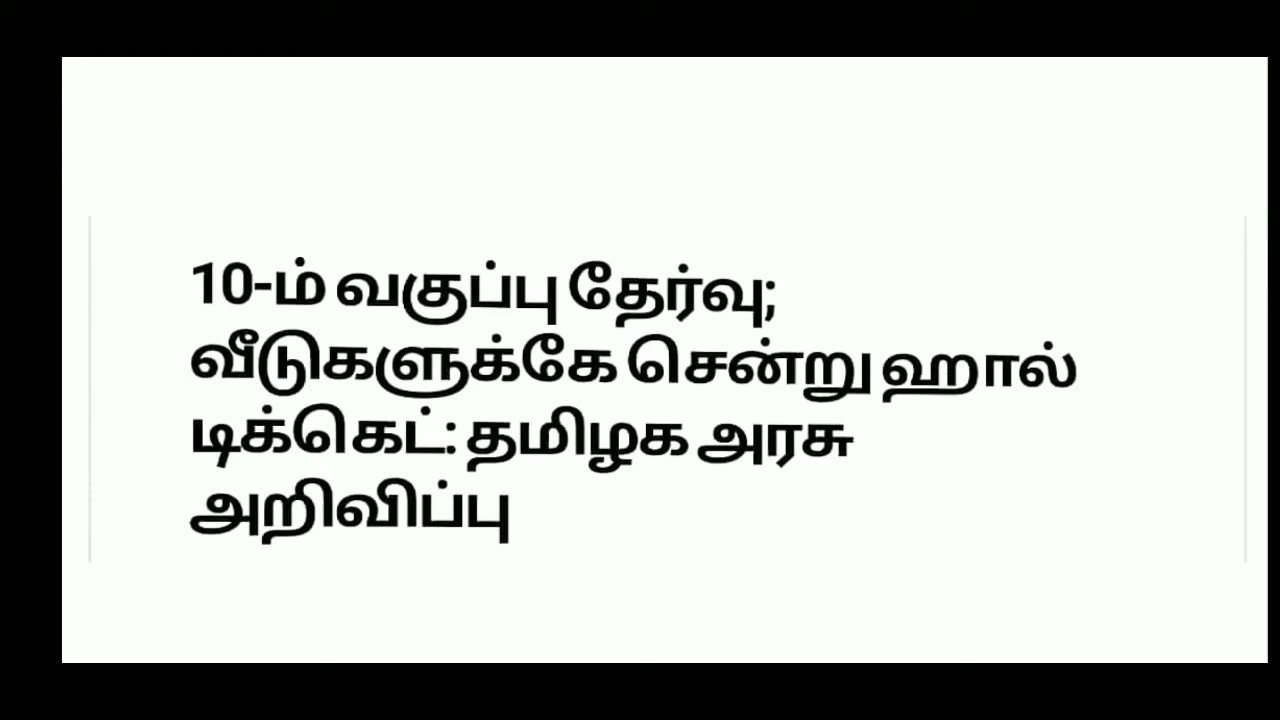 10-ம் வகுப்பு தேர்வு;
வீடுகளுக்கே சென்று ஹால்
டிக்கெட்: தமிழக அரசு
அறிவிப்பு